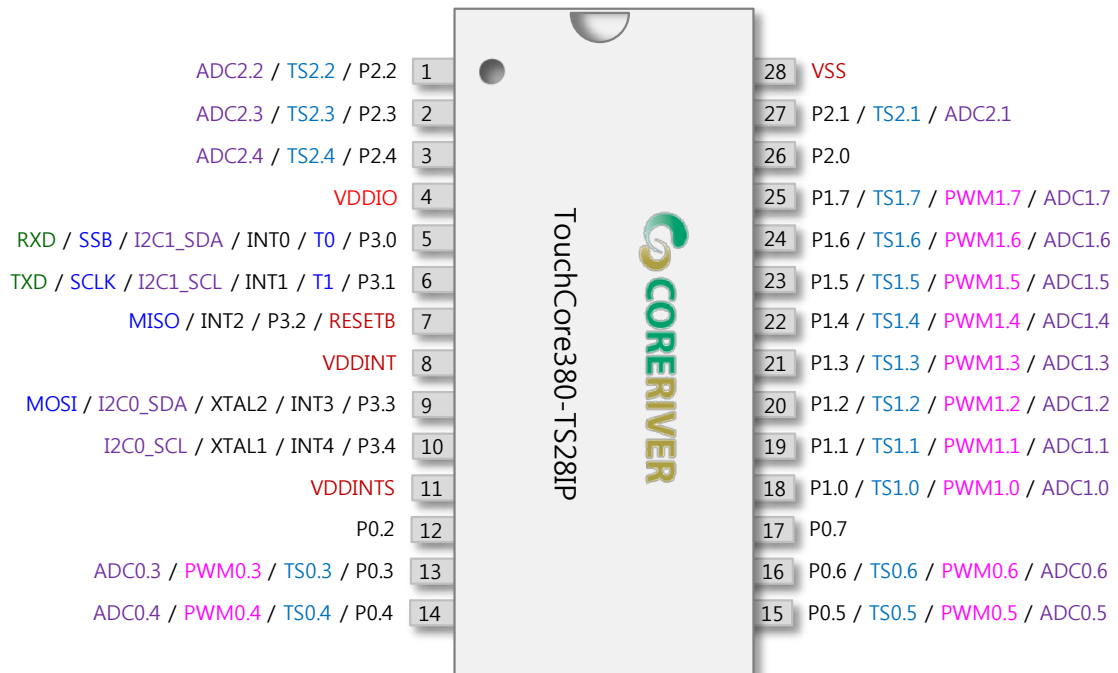 ADC2.2 / TS2.2 / P2.2 1
ADC2.3 / TS2.3 / P2.3 2
ADC2.4 / TS2.4 / P2.4 3
VDDIO 4
RXD / SSB / I2C1_SDA / INT0 / T0 / P3.0 5
TXD / SCLK / I2C1_SCL / INT1 / T1 / P3.1 6
MISO / INT2 / P3.2 / RESETB 7
VDDINT 8
MOSI / I2C0_SDA / XTAL2 / INT3 / P3.3 9
I2C0_SCL / XTAL1 / INT4 / P3.4 10
VDDINTS 11
P0.2 12
ADC0.3 / PWM0.3 / TS0.3 / P0.3 13
ADC0.4 / PWM0.4 / TS0.4 / P0.4 14
TouchCore380-TS28IP
CORERIVER
28 VSS
27 P2.1 / TS2.1 / ADC2.1
26 P2.0
25 P1.7 / TS1.7 / PWM1.7 / ADC1.7
24 P1.6 / TS1.6 / PWM1.6 / ADC1.6
23 P1.5 / TS1.5 / PWM1.5 / ADC1.5
22 P1.4 / TS1.4 / PWM1.4 / ADC1.4
21 P1.3 / TS1.3 / PWM1.3 / ADC1.3
20 P1.2 / TS1.2 / PWM1.2 / ADC1.2
19 P1.1 / TS1.1 / PWM1.1 / ADC1.1
18 P1.0 / TS1.0 / PWM1.0 / ADC1.0
17 P0.7
16 P0.6 / TS0.6 / PWM0.6 / ADC0.6
15 P0.5 / TS0.5 / PWM0.5 / ADC0.5